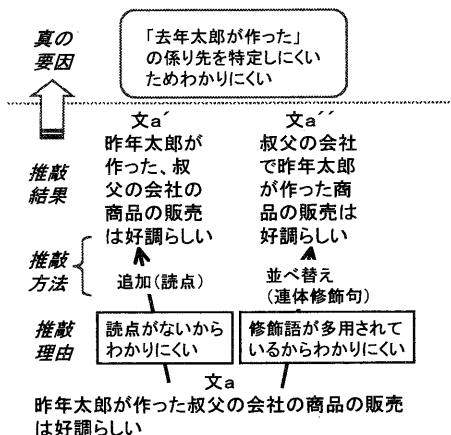 真の
要因
「去年太郎が作った」
の係り先を特定しにくい
ためわかりにくい
推敲
結果
文a´
昨年太郎が
作った、叔
父の会社の
商品の販売
は好調らしい
文a´´
叔父の会社
で昨年太郎
が作った商
品の販売は
好調らしい
推敲
方法
追加(読点)
並べ替え
(連体修飾句)
推敲
理由
読点がないから
わかりにくい
修飾語が多用されて
いるからわかりにくい
文a
昨年太郎が作った叔父の会社の商品の販売
は好調らしい